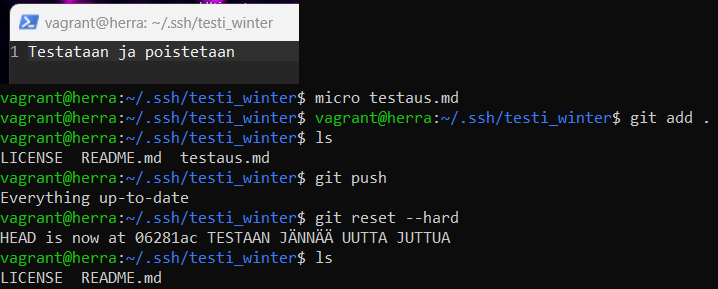 vagrant@herra: ~/.ssh/testi_winter
1 Testataan ja poistetaan
vagrant@herra:~/.ssh/testi_winter$ micro testaus.md
vagrant@herra:~/.ssh/testi_winter$ vagrant@herra:~/.ssh/testi_winter$ git add .
vagrant@herra:~/.ssh/testi_winter$ ls
LICENSE  README.md  testaus.md
vagrant@herra:~/.ssh/testi_winter$ git push
Everything up-to-date
vagrant@herra:~/.ssh/testi_winter$ git reset --hard
HEAD is now at 06281ac TESTAAN JÄNNÄÄ UUTTA JUTTUA
vagrant@herra:~/.ssh/testi_winter$ ls
LICENSE  README.md